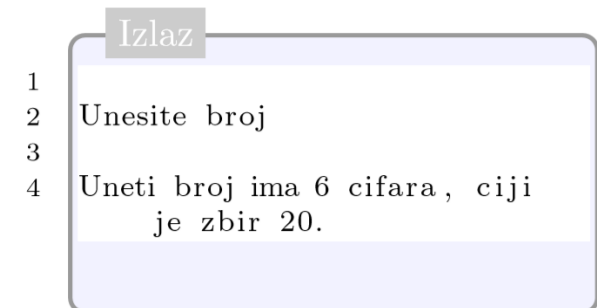 Izlaz
1
2 Unesite broj
3
4 Uneti broj ima 6 cifara, ciji
je zbir 20.